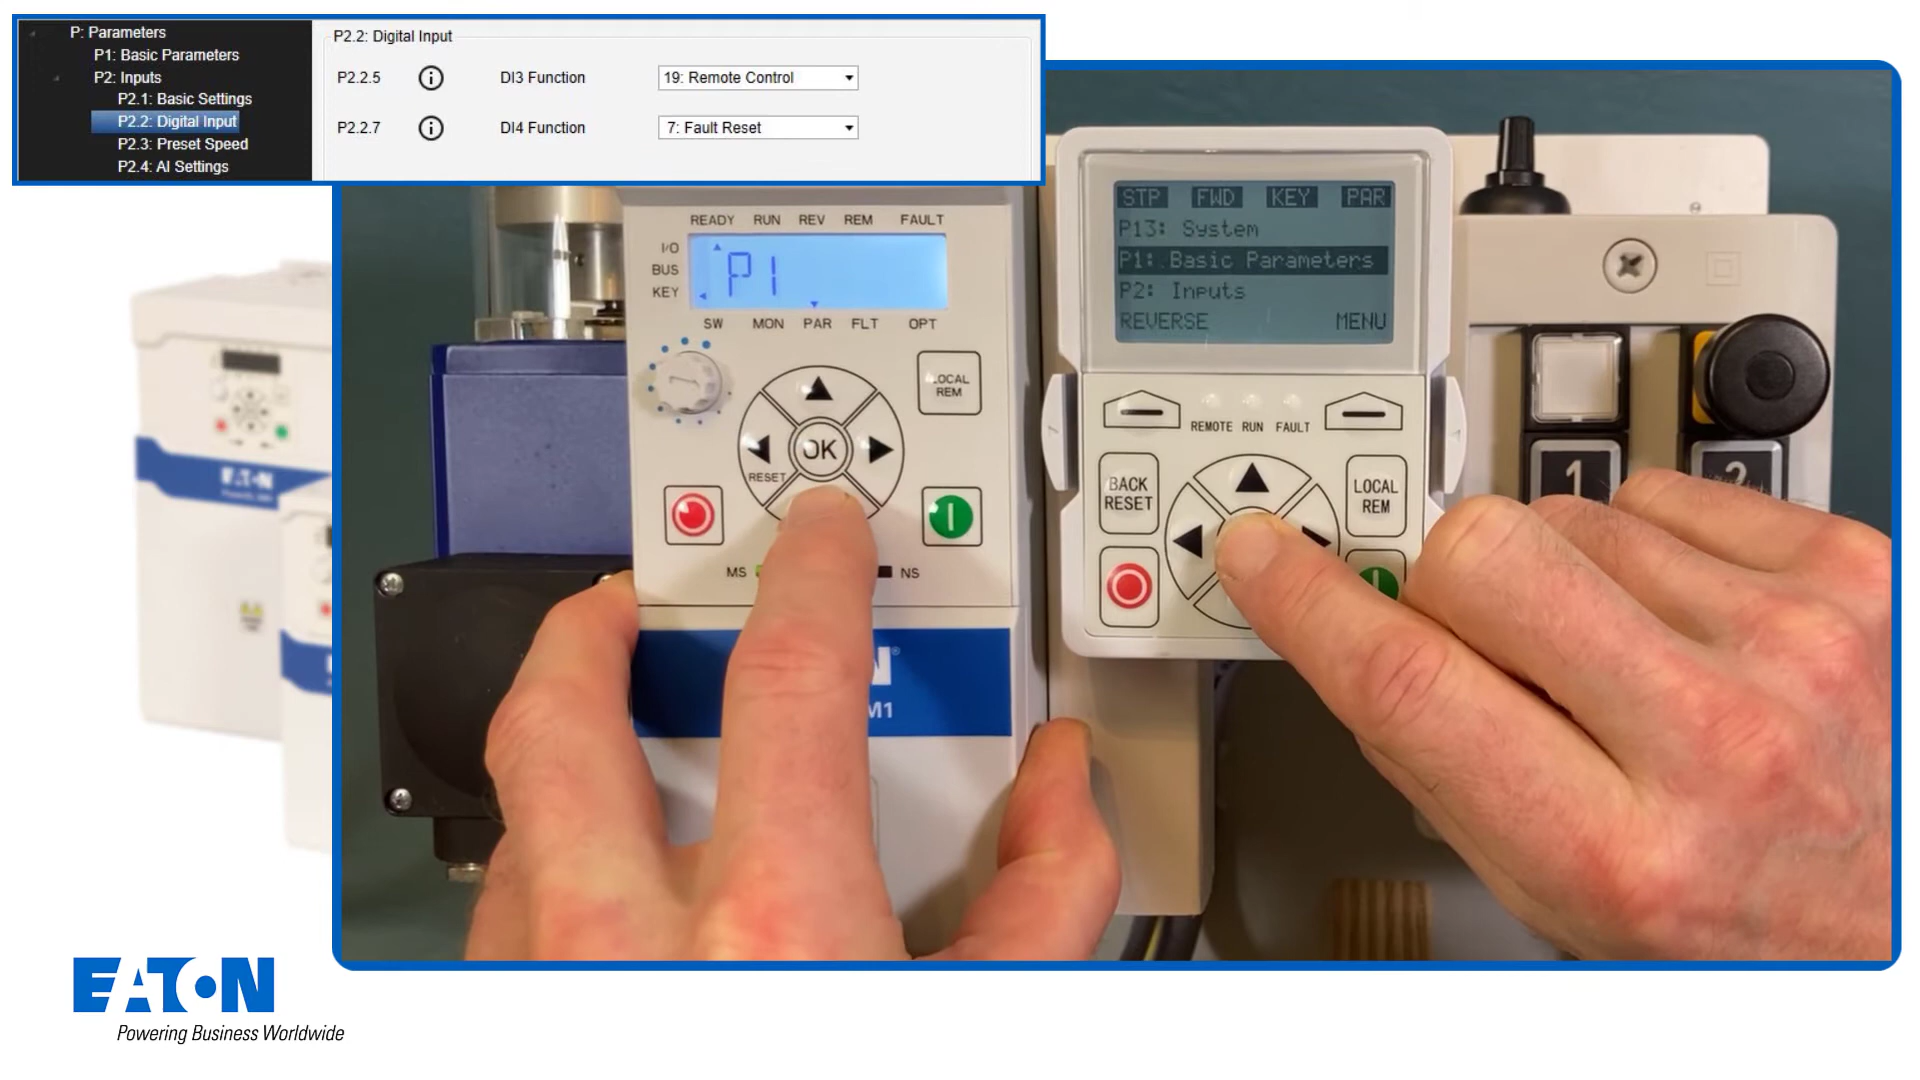 P: Parameters
P1: Basic Parameters
P2: Inputs
P2.1: Basic Settings
P2.2: Digital Input
P2.3: Preset Speed
P2.4: AI Settings
P2.2: Digital Input
P2.2.5 DI3 Function 19: Remote Control
P2.2.7 DI4 Function 7: Fault Reset
READY RUN REV REM FAULT
I/O
BUS
KEY
P1
SW MON PAR FLT OPT
LOCAL
REM
OK
RESET
MS NS
M1
STP FWD KEY PAR
P13: System
P1: Basic Parameters
P2: Inputs
REVERSE MENU
REMOTE RUN FAULT
BACK
RESET
LOCAL
REM
1
2
EATON
EATON
Powering Business Worldwide